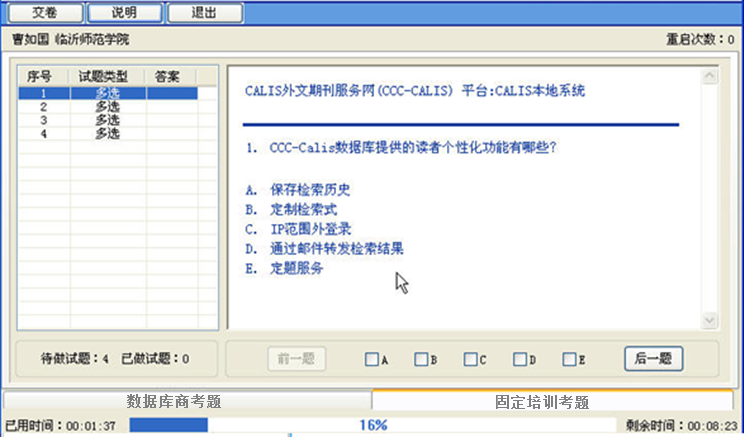 交卷 说明 退出
曹如国 临沂师范学院 重启次数：0
序号 试题类型 答案
1 多选
2 多选
3 多选
4 多选
CALIS外文期刊服务网(CCC-CALIS) 平台:CALIS本地系统
1. CCC-Calis数据库提供的读者个性化功能有哪些?
A. 保存检索历史
B. 定制检索式
C. IP范围外登录
D. 通过邮件转发检索结果
E. 定题服务
待做试题：4 已做试题：0
前一题 A B C D E 后一题
数据库商考题 固定培训考题
已用时间：00:01:37 16% 剩余时间：00:08:23